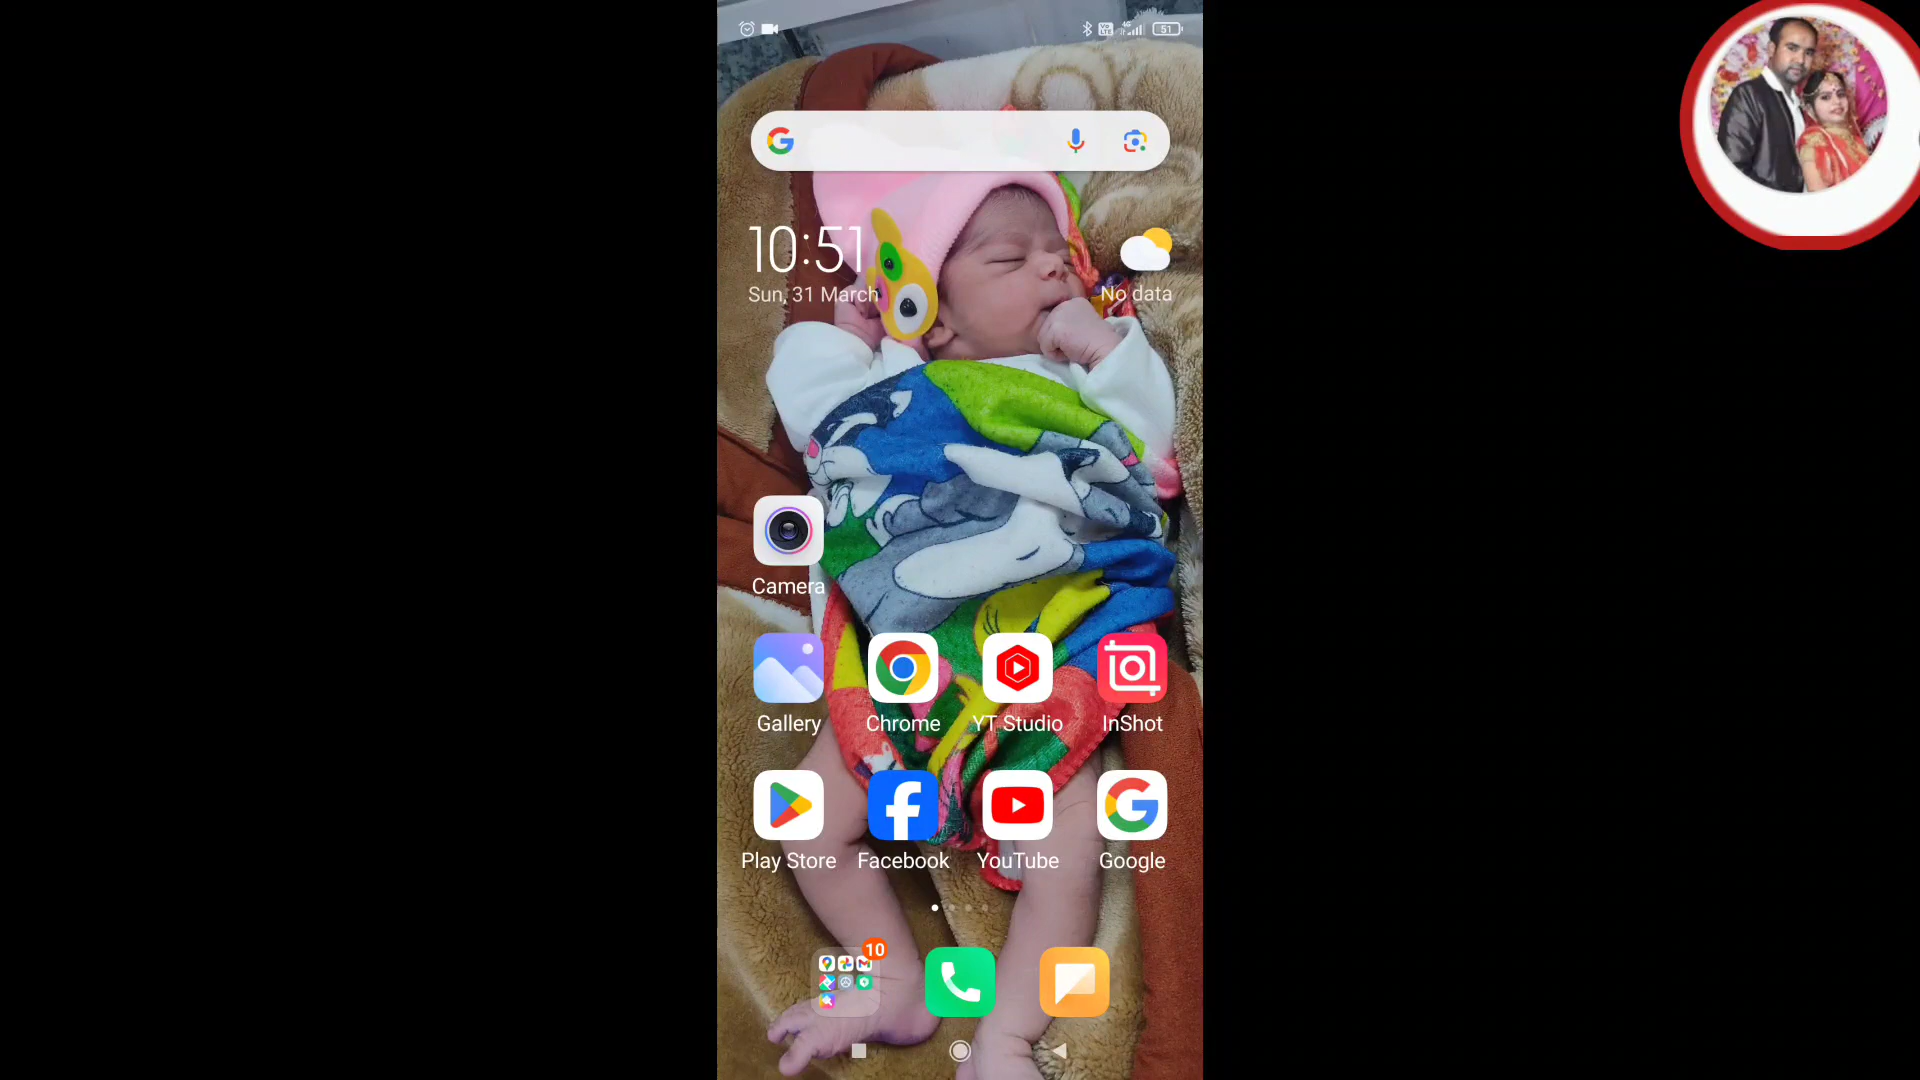 51
10:51
Sun, 31 March
No data
Camera
Gallery
Chrome
YT Studio
InShot
Play Store
Facebook
YouTube
Google
10